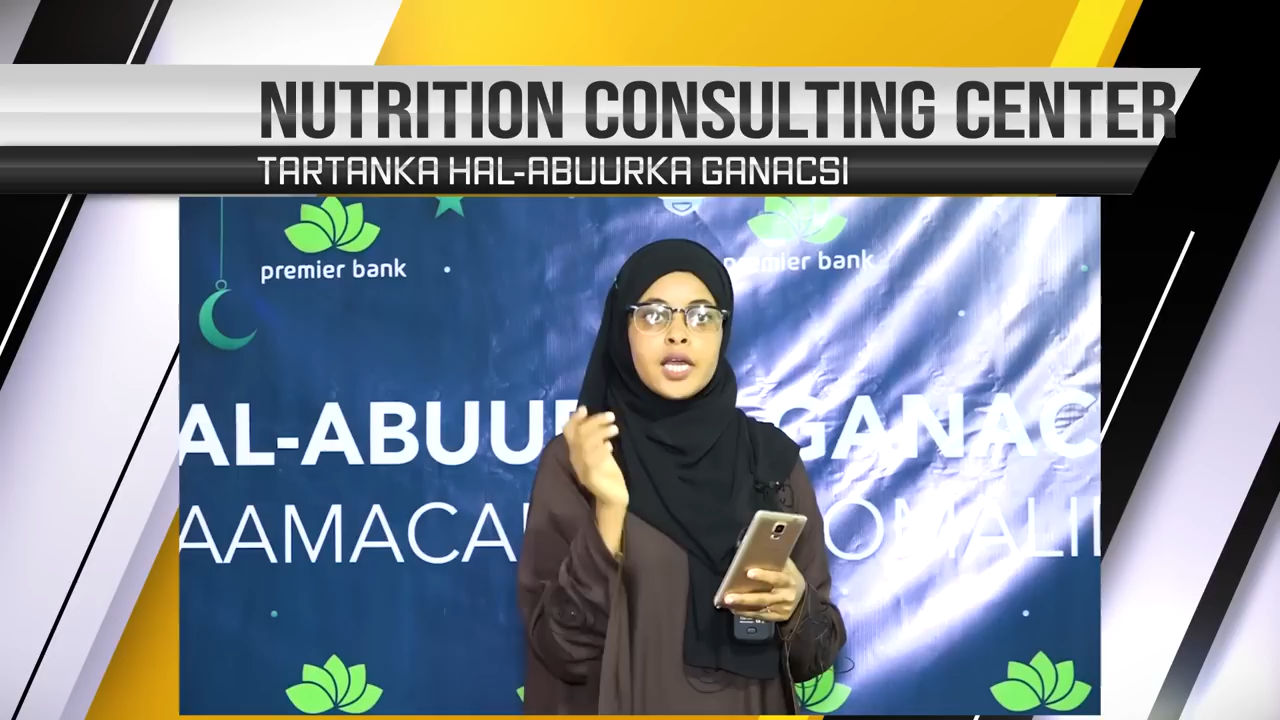 NUTRITION CONSULTING CENTER
TARTANKA HAL-ABUURKA GANACSI
premier bank
premier bank
AL-ABUU GANAC
AAMACA OMALI